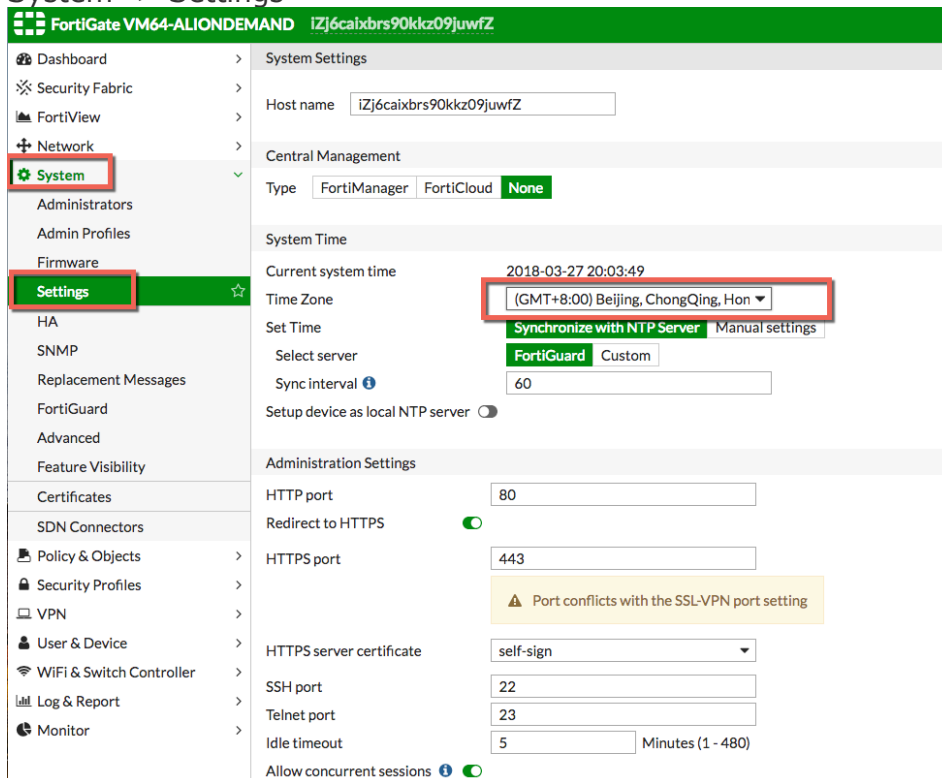 System -> Settings
FortiGate VM64-ALIONDEMAND iZj6caixbrs90kkz09juwfZ
Dashboard
Security Fabric
FortiView
Network
System
Administrators
Admin Profiles
Firmware
Settings
HA
SNMP
Replacement Messages
FortiGuard
Advanced
Feature Visibility
Certificates
SDN Connectors
Policy & Objects
Security Profiles
VPN
User & Device
WiFi & Switch Controller
Log & Report
Monitor
System Settings
Host name iZj6caixbrs90kkz09juwfZ
Central Management
Type FortiManager FortiCloud None
System Time
Current system time 2018-03-27 20:03:49
Time Zone (GMT+8:00) Beijing, ChongQing, Hon
Set Time Synchronize with NTP Server Manual settings
Select server FortiGuard Custom
Sync interval 60
Setup device as local NTP server
Administration Settings
HTTP port 80
Redirect to HTTPS
HTTPS port 443
Port conflicts with the SSL-VPN port setting
HTTPS server certificate self-sign
SSH port 22
Telnet port 23
Idle timeout 5 Minutes (1 - 480)
Allow concurrent sessions